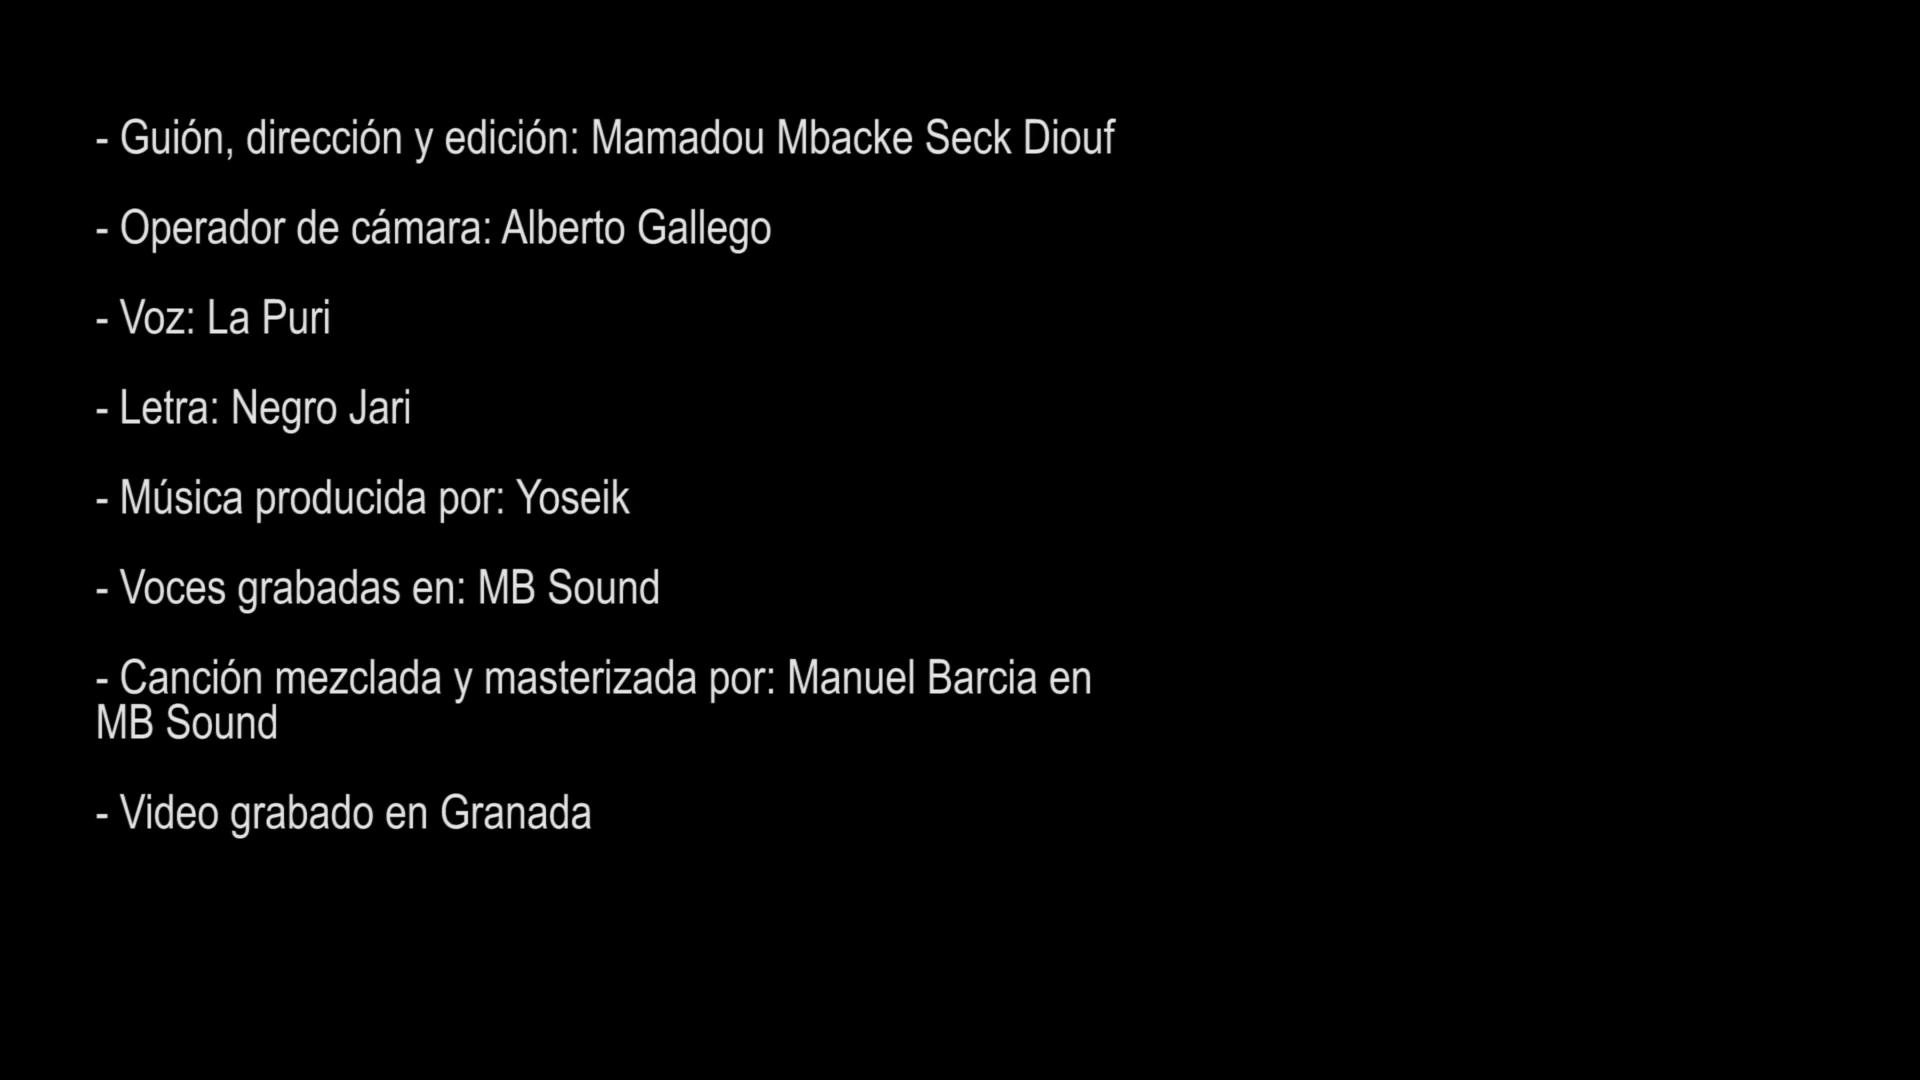 - Guión, dirección y edición: Mamadou Mbacke Seck Diouf
- Operador de cámara: Alberto Gallego
- Voz: La Puri
- Letra: Negro Jari
- Música producida por: Yoseik
- Voces grabadas en: MB Sound
- Canción mezclada y masterizada por: Manuel Barcia en
MB Sound
- Video grabado en Granada